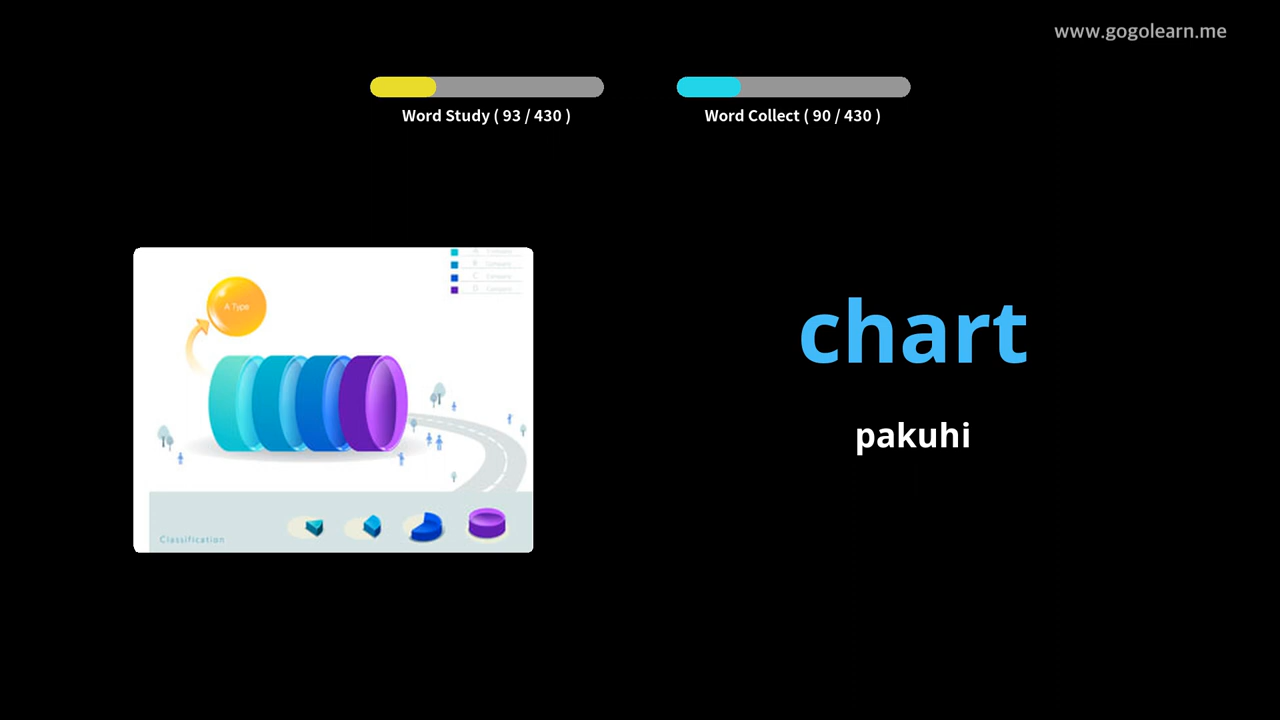 www.gogolearn.me
Word Study ( 93 / 430 )
Word Collect ( 90 / 430 )
A Type
B
C
D
Classification
chart
pakuhi